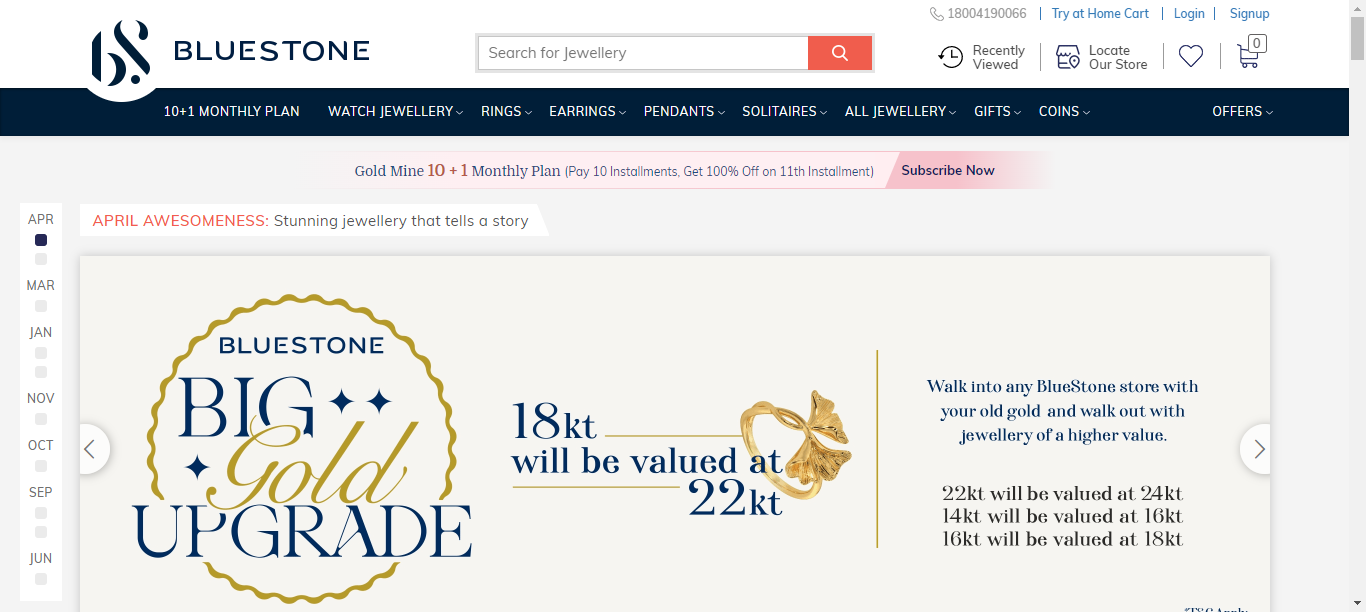 18004190066
Try at Home Cart
Login
Signup
BLUESTONE
Search for Jewellery
Recently
Viewed
Locate
Our Store
0
10+1 MONTHLY PLAN
WATCH JEWELLERY
RINGS
EARRINGS
PENDANTS
SOLITAIRES
ALL JEWELLERY
GIFTS
COINS
OFFERS
Gold Mine 10 + 1 Monthly Plan (Pay 10 Installments, Get 100% Off on 11th Installment)
Subscribe Now
APRIL AWESOMENESS: Stunning jewellery that tells a story
APR
MAR
JAN
NOV
OCT
SEP
JUN
BLUESTONE
BIG
Gold
UPGRADE
18kt
will be valued at
22kt
Walk into any BlueStone store with
your old gold and walk out with
jewellery of a higher value.
22kt will be valued at 24kt
14kt will be valued at 16kt
16kt will be valued at 18kt
*T&C Apply